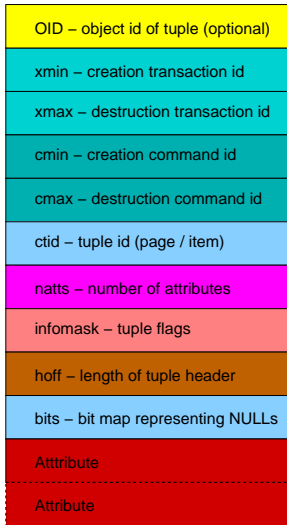 OID – object id of tuple (optional)
xmin – creation transaction id
xmax – destruction transaction id
cmin – creation command id
cmax – destruction command id
ctid – tuple id (page / item)
natts – number of attributes
infomask – tuple flags
hoff – length of tuple header
bits – bit map representing NULLs
Atttribute
Attribute